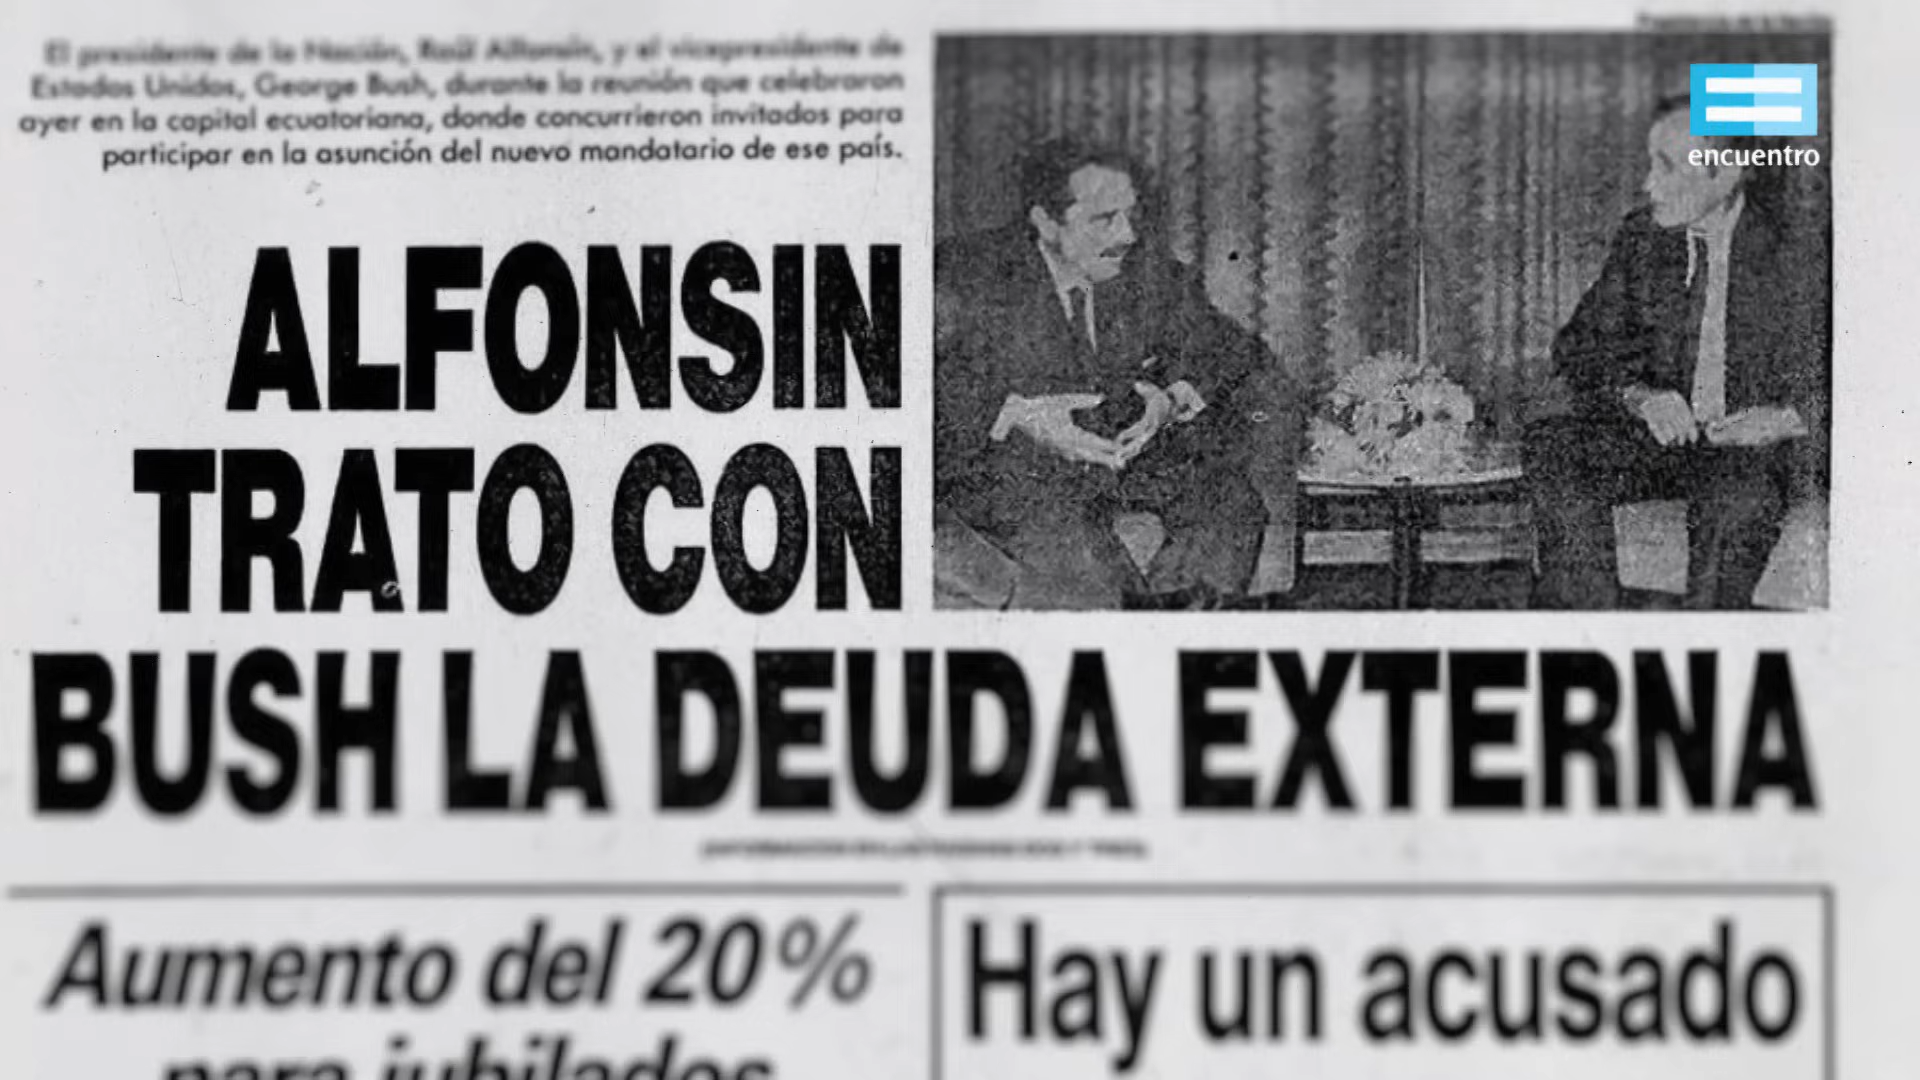 El presidente de la Nación, Raúl Alfonsín, y el vicepresidente de
Estados Unidos, George Bush, durante la reunión que celebraron
ayer en la capital ecuatoriana, donde concurrieron invitados para
participar en la asunción del nuevo mandatario de ese país.
encuentro
ALFONSIN
TRATO CON
BUSH LA DEUDA EXTERNA
Aumento del 20%
para jubilados
Hay un acusado